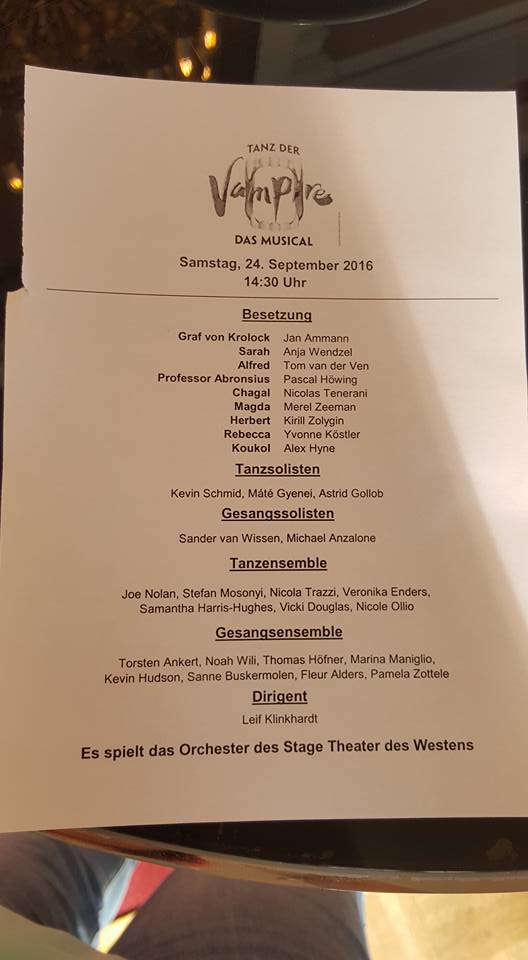 TANZ DER
Vampire
DAS MUSICAL
Samstag, 24. September 2016
14:30 Uhr
Besetzung
Graf von Krolock Jan Ammann
Sarah Anja Wendzel
Alfred Tom van der Ven
Professor Abronsius Pascal Höwing
Chagal Nicolas Tenerani
Magda Merel Zeeman
Herbert Kirill Zolygin
Rebecca Yvonne Köstler
Koukol Alex Hyne
Tanzsolisten
Kevin Schmid, Máté Gyenei, Astrid Gollob
Gesangssolisten
Sander van Wissen, Michael Anzalone
Tanzensemble
Joe Nolan, Stefan Mosonyi, Nicola Trazzi, Veronika Enders,
Samantha Harris-Hughes, Vicki Douglas, Nicole Ollio
Gesangsensemble
Torsten Ankert, Noah Wili, Thomas Höfner, Marina Maniglio,
Kevin Hudson, Sanne Buskermolen, Fleur Alders, Pamela Zottele
Dirigent
Leif Klinkhardt
Es spielt das Orchester des Stage Theater des Westens